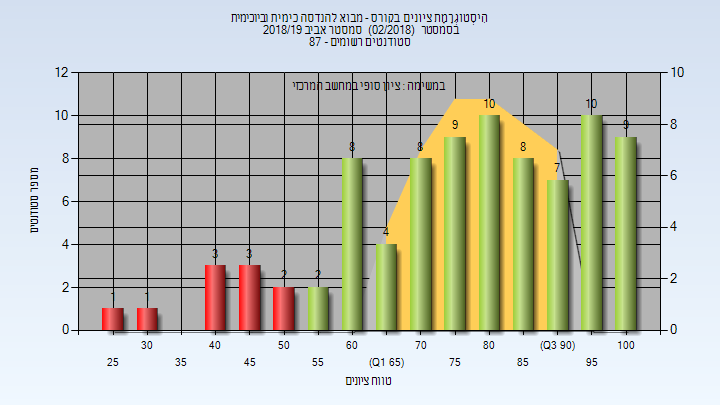 היסטוגרמת ציונים בקורס - מבוא להנדסה כימית וביוכימית
בסמסטר (02/2018) סמסטר אביב 2018/19
סטודנטים רשומים - 87
במשימה : ציון סופי במחשב המרכזי
12 10
10 8
8 6
6 4
4 2
2 0
0
מספר סטודנטים
1 1 3 3 2 2 8 4 8 9 10 8 7 10 9
30 40 50 60 70 80 (Q3 90) 100
25 35 45 55 (Q1 65) 75 85 95
טווח ציונים